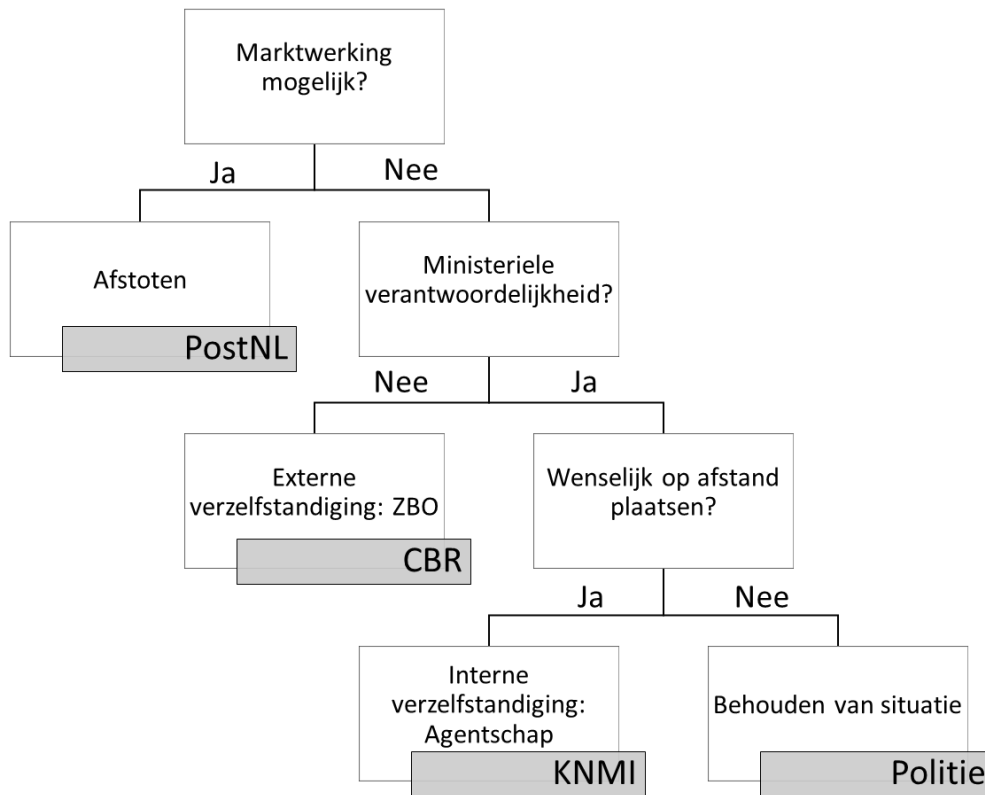 Marktwerking
mogelijk?
Ja
Nee
Afstoten
PostNL
Ministeriele
verantwoordelijkheid?
Nee
Ja
Externe
verzelfstandiging: ZBO
CBR
Wenselijk op afstand
plaatsen?
Ja
Nee
Interne
verzelfstandiging:
Agentschap
KNMI
Behouden van situatie
Politie